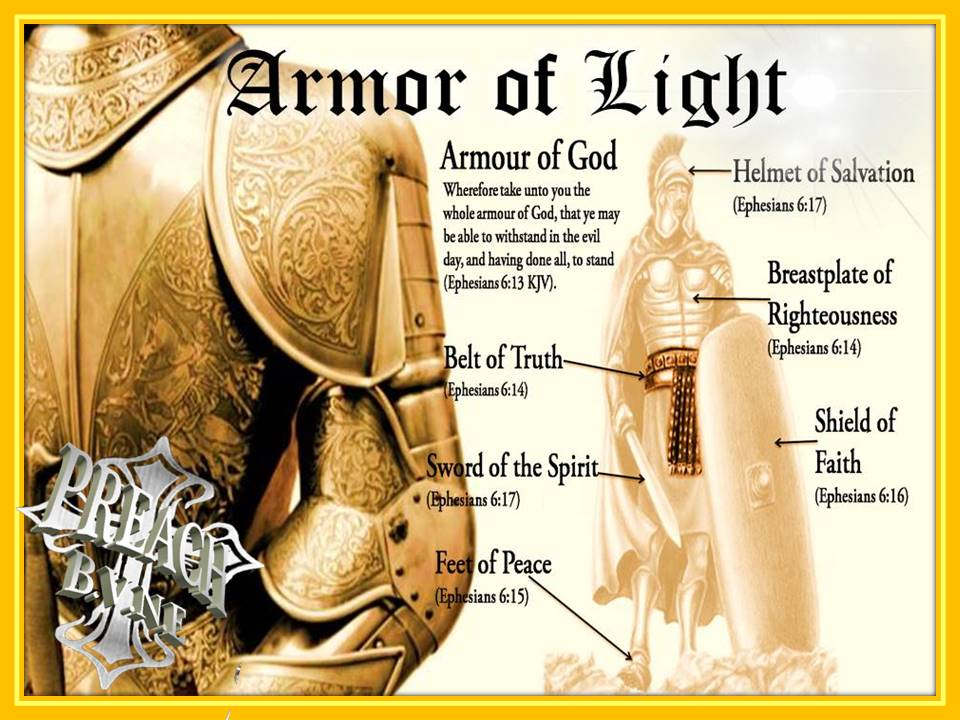 Armor of Light
Armour of God
Wherefore take unto you the
whole armour of God, that ye may
be able to withstand in the evil
day, and having done all, to stand
(Ephesians 6:13 KJV).
Helmet of Salvation
(Ephesians 6:17)
Breastplate of
Righteousness
(Ephesians 6:14)
Belt of Truth
(Ephesians 6:14)
Shield of
Faith
(Ephesians 6:16)
Sword of the Spirit
(Ephesians 6:17)
Feet of Peace
(Ephesians 6:15)
PREACH
B.VINE